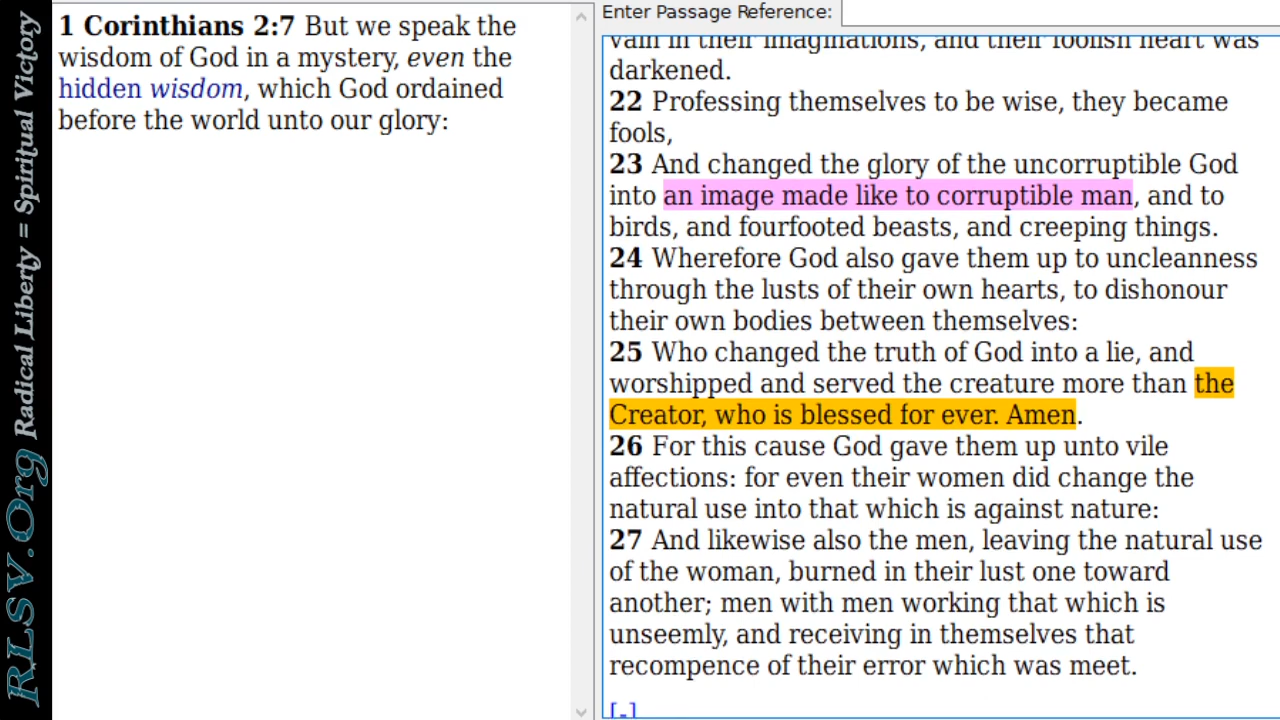 RLSV.Org Radical Liberty = Spiritual Victory
1 Corinthians 2:7 But we speak the
wisdom of God in a mystery, even the
hidden wisdom, which God ordained
before the world unto our glory:
Enter Passage Reference:
vain in their imaginations, and their foolish heart was
darkened.
22 Professing themselves to be wise, they became
fools,
23 And changed the glory of the uncorruptible God
into an image made like to corruptible man, and to
birds, and fourfooted beasts, and creeping things.
24 Wherefore God also gave them up to uncleanness
through the lusts of their own hearts, to dishonour
their own bodies between themselves:
25 Who changed the truth of God into a lie, and
worshipped and served the creature more than the
Creator, who is blessed for ever. Amen.
26 For this cause God gave them up unto vile
affections: for even their women did change the
natural use into that which is against nature:
27 And likewise also the men, leaving the natural use
of the woman, burned in their lust one toward
another; men with men working that which is
unseemly, and receiving in themselves that
recompence of their error which was meet.
[-]